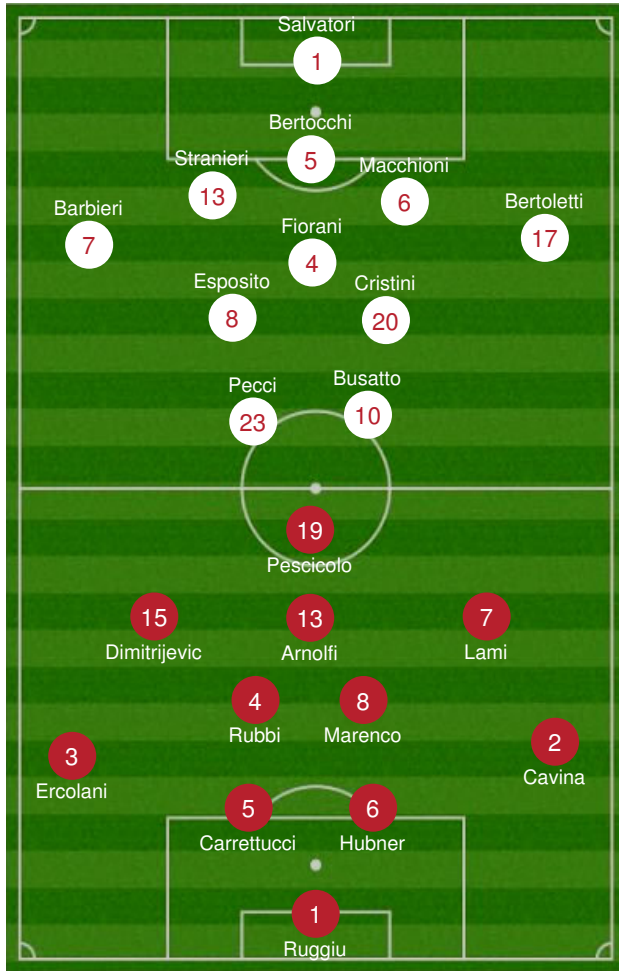 Salvatori
1
Bertocchi
5
Stranieri
13
Macchioni
6
Barbieri
7
Bertoletti
17
Fiorani
4
Esposito
8
Cristini
20
Pecci
23
Busatto
10
19
Pescicolo
15
Dimitrijevic
13
Arnolfi
7
Lami
4
Rubbi
8
Marenco
3
Ercolani
2
Cavina
5
Carrettucci
6
Hubner
1
Ruggiu